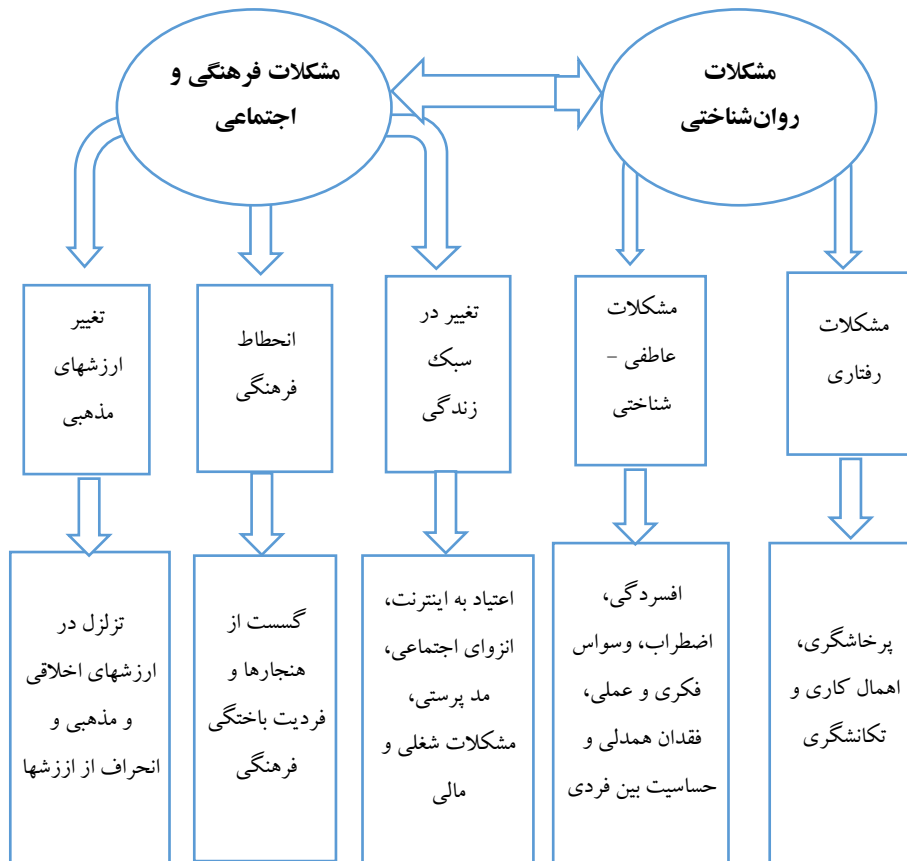 مشکلات
روان‌شناختی
مشکلات فرهنگی و
اجتماعی
مشکلات
رفتاری
مشکلات
عاطفی –
شناختی
تغییر در
سبک
زندگی
انحطاط
فرهنگی
تغییر
ارزشهای
مذهبی
پرخاشگری،
اهمال کاری و
تکانشگری
افسردگی،
اضطراب، وسواس
فکری و عملی،
فقدان همدلی و
حساسیت بین فردی
اعتیاد به اینترنت،
انزوای اجتماعی،
مد پرستی،
مشکلات شغلی و
مالی
گسست از
هنجارها و
فردیت باختگی
فرهنگی
تزلزل در
ارزشهای اخلاقی
و مذهبی و
انحراف از اززشها